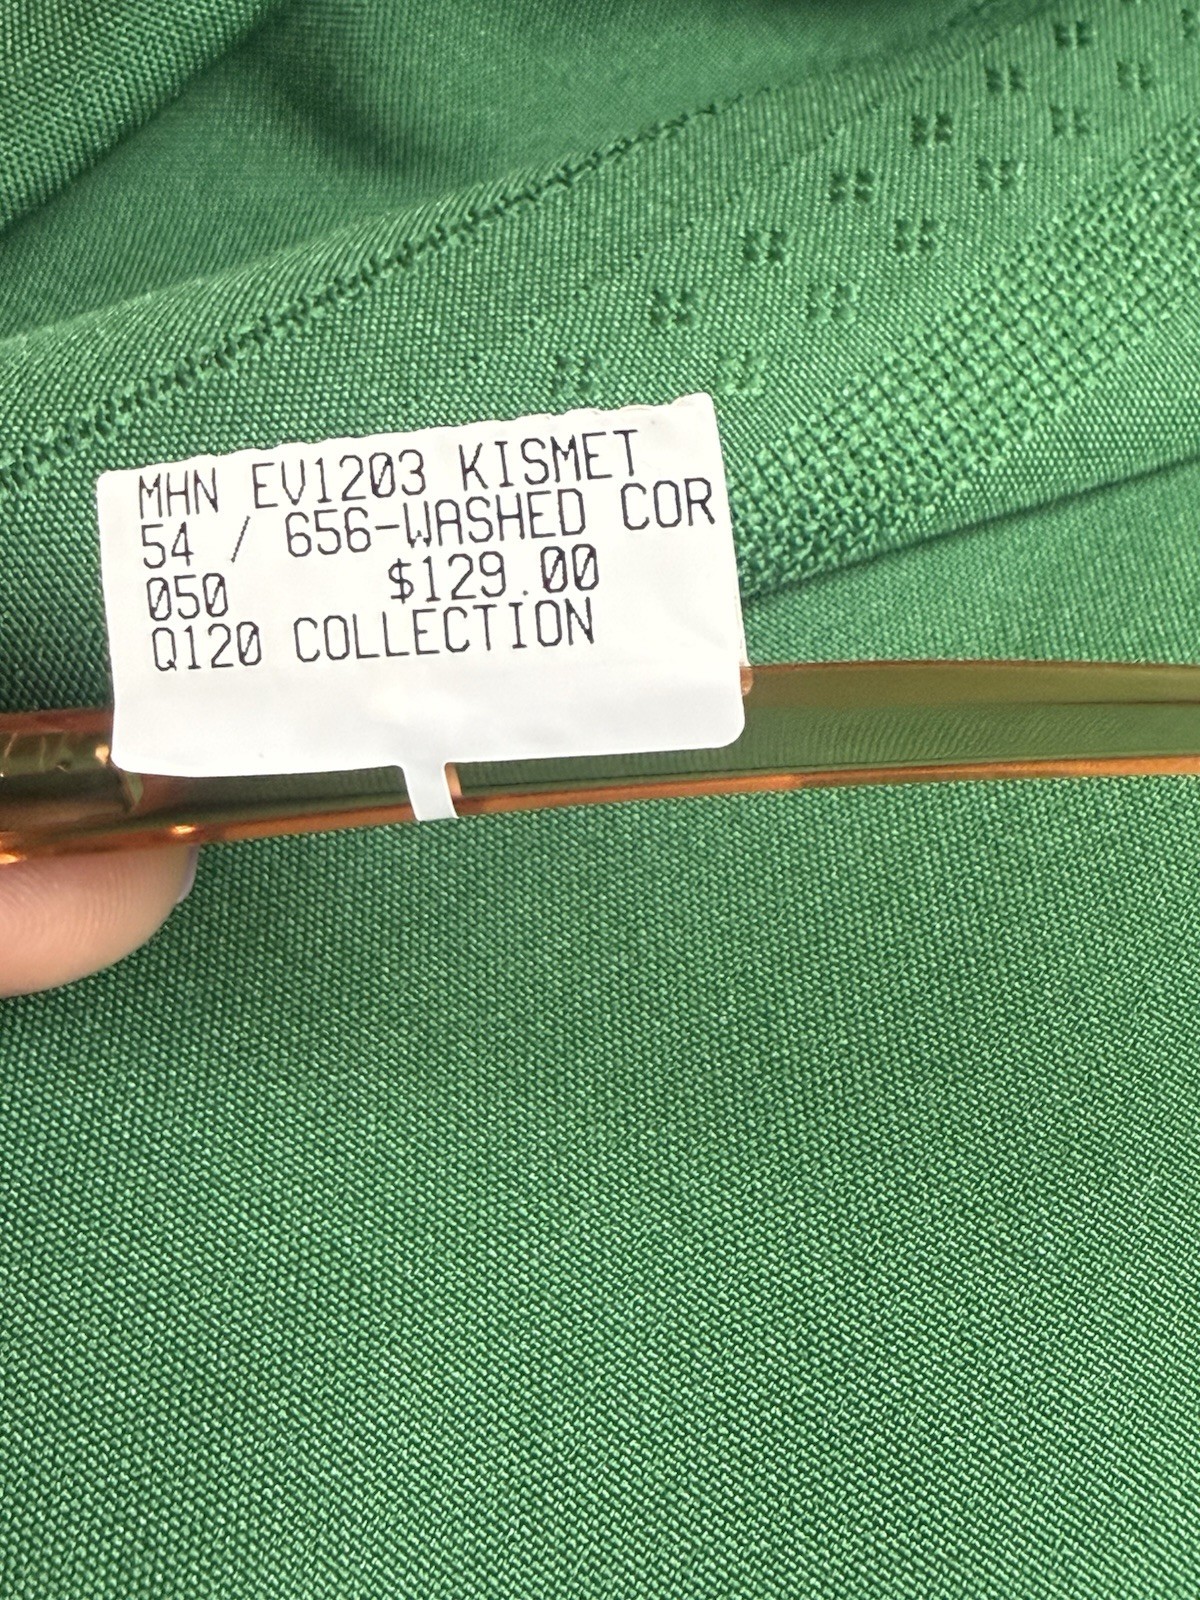 MHN EV1203 KISMET
54 / 656-WASHED COR
050 $129.00
Q120 COLLECTION